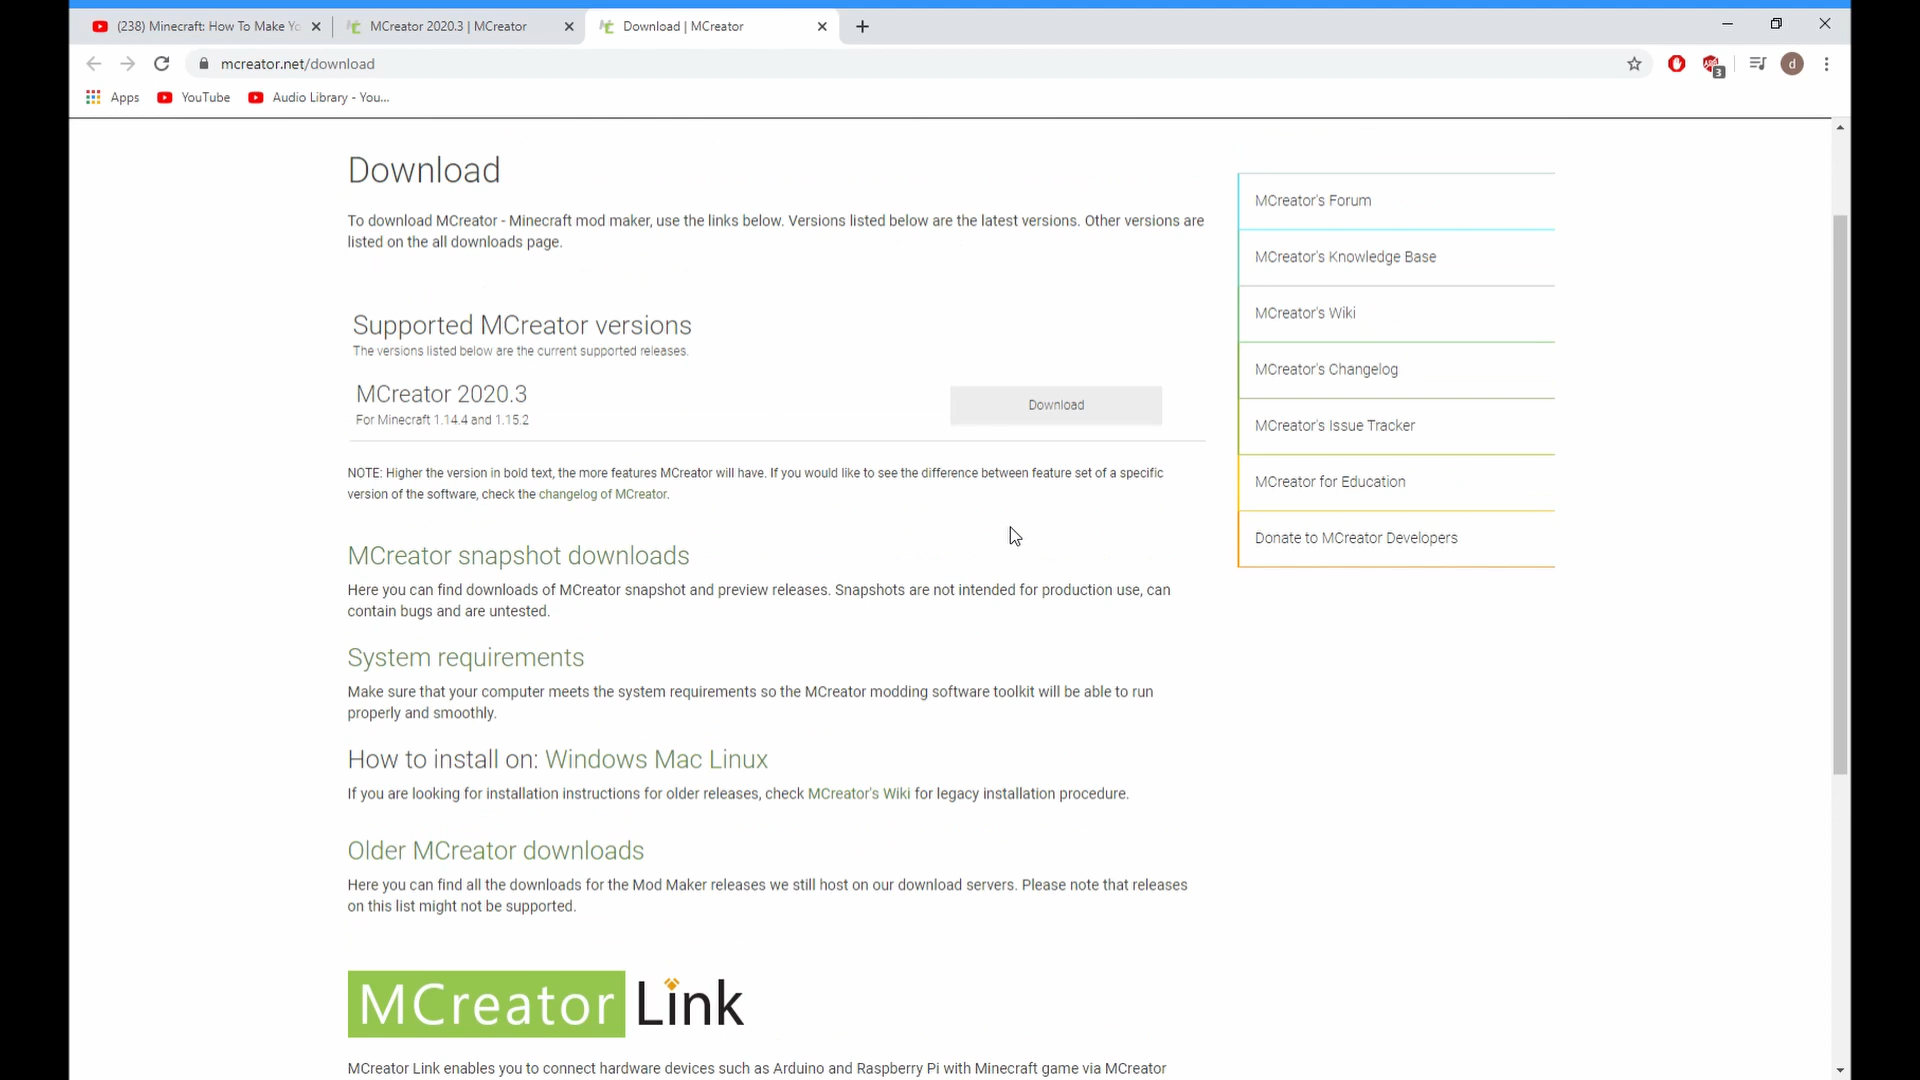 (238) Minecraft: How To Make Yo
MCreator 2020.3 | MCreator
Download | MCreator
mcreator.net/download
3
d
Apps
YouTube
Audio Library - You...
Download
To download MCreator - Minecraft mod maker, use the links below. Versions listed below are the latest versions. Other versions are
listed on the all downloads page.
Supported MCreator versions
The versions listed below are the current supported releases.
MCreator 2020.3
For Minecraft 1.14.4 and 1.15.2
Download
NOTE: Higher the version in bold text, the more features MCreator will have. If you would like to see the difference between feature set of a specific
version of the software, check the changelog of MCreator.
MCreator snapshot downloads
Here you can find downloads of MCreator snapshot and preview releases. Snapshots are not intended for production use, can
contain bugs and are untested.
System requirements
Make sure that your computer meets the system requirements so the MCreator modding software toolkit will be able to run
properly and smoothly.
How to install on: Windows Mac Linux
If you are looking for installation instructions for older releases, check MCreator's Wiki for legacy installation procedure.
Older MCreator downloads
Here you can find all the downloads for the Mod Maker releases we still host on our download servers. Please note that releases
on this list might not be supported.
MCreator Link
MCreator Link enables you to connect hardware devices such as Arduino and Raspberry Pi with Minecraft game via MCreator
MCreator's Forum
MCreator's Knowledge Base
MCreator's Wiki
MCreator's Changelog
MCreator's Issue Tracker
MCreator for Education
Donate to MCreator Developers